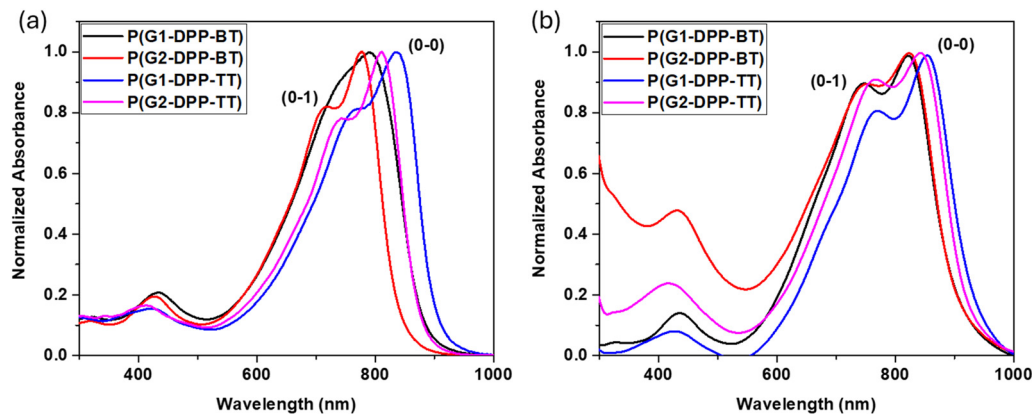 (a)
P(G1-DPP-BT)
P(G2-DPP-BT)
P(G1-DPP-TT)
P(G2-DPP-TT)
(0-0)
(0-1)
1.0
0.8
0.6
0.4
0.2
0.0
Normalized Absorbance
400
600
800
1000
Wavelength (nm)
(b)
P(G1-DPP-BT)
P(G2-DPP-BT)
P(G1-DPP-TT)
P(G2-DPP-TT)
(0-0)
(0-1)
1.0
0.8
0.6
0.4
0.2
0.0
Normalized Absorbance
400
600
800
1000
Wavelength (nm)